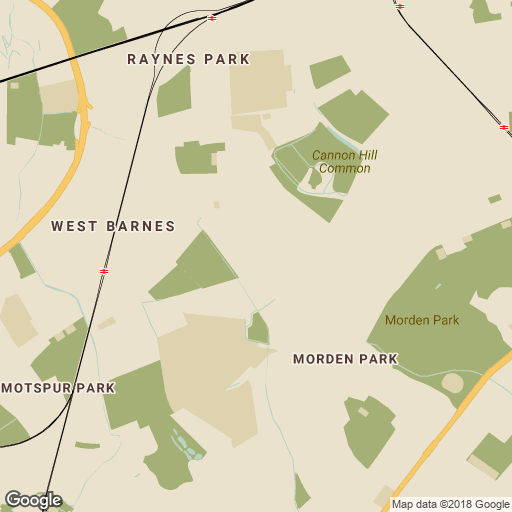 RAYNES PARK
Cannon Hill
Common
WEST BARNES
Morden Park
MORDEN PARK
MOTSPUR PARK
Google
Map data ©2018 Google